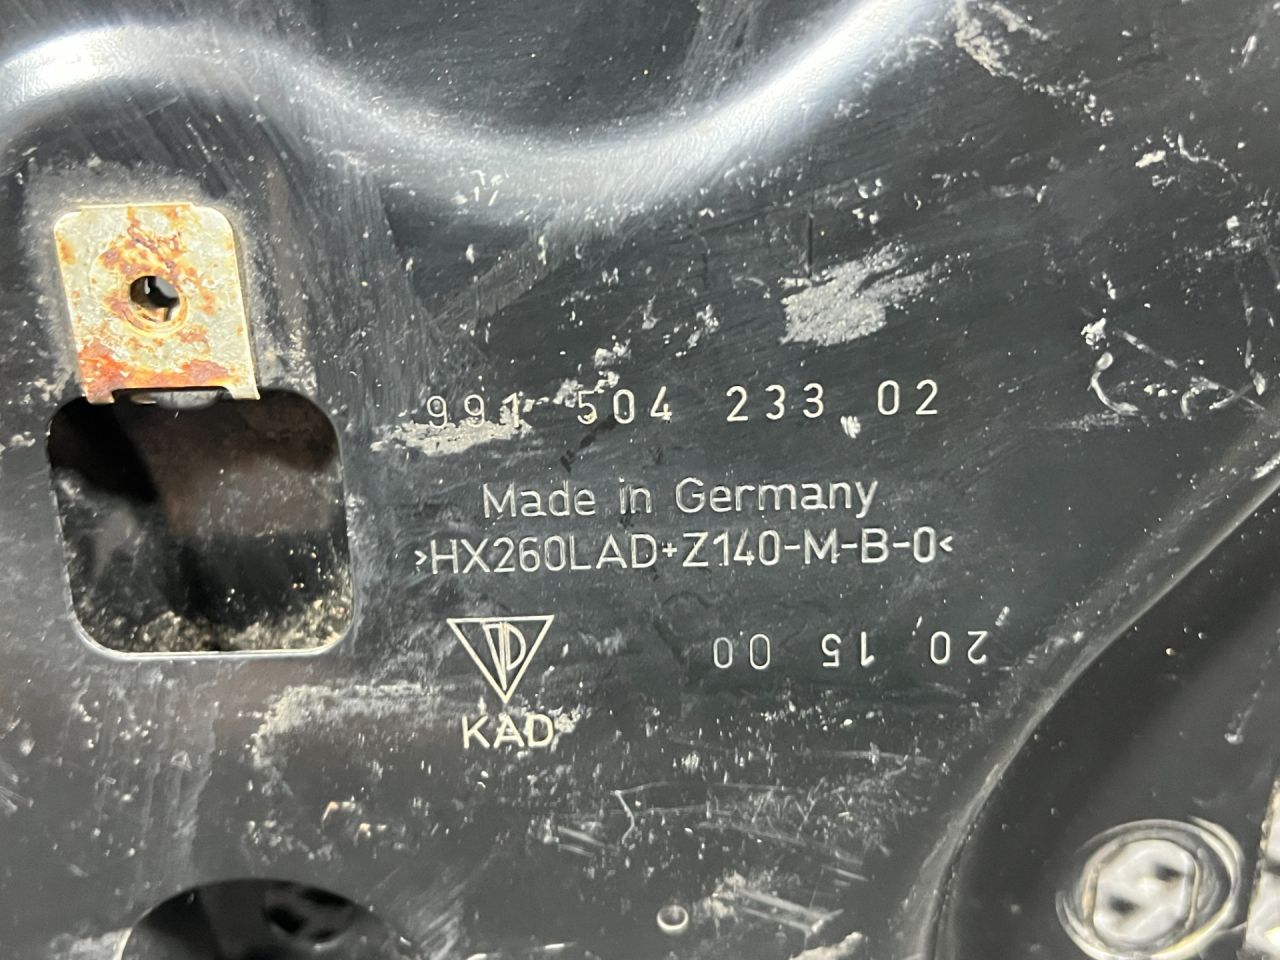 991 504 233 02
Made in Germany
>HX260LAD+Z140-M-B-0<
20 15 00
KAD